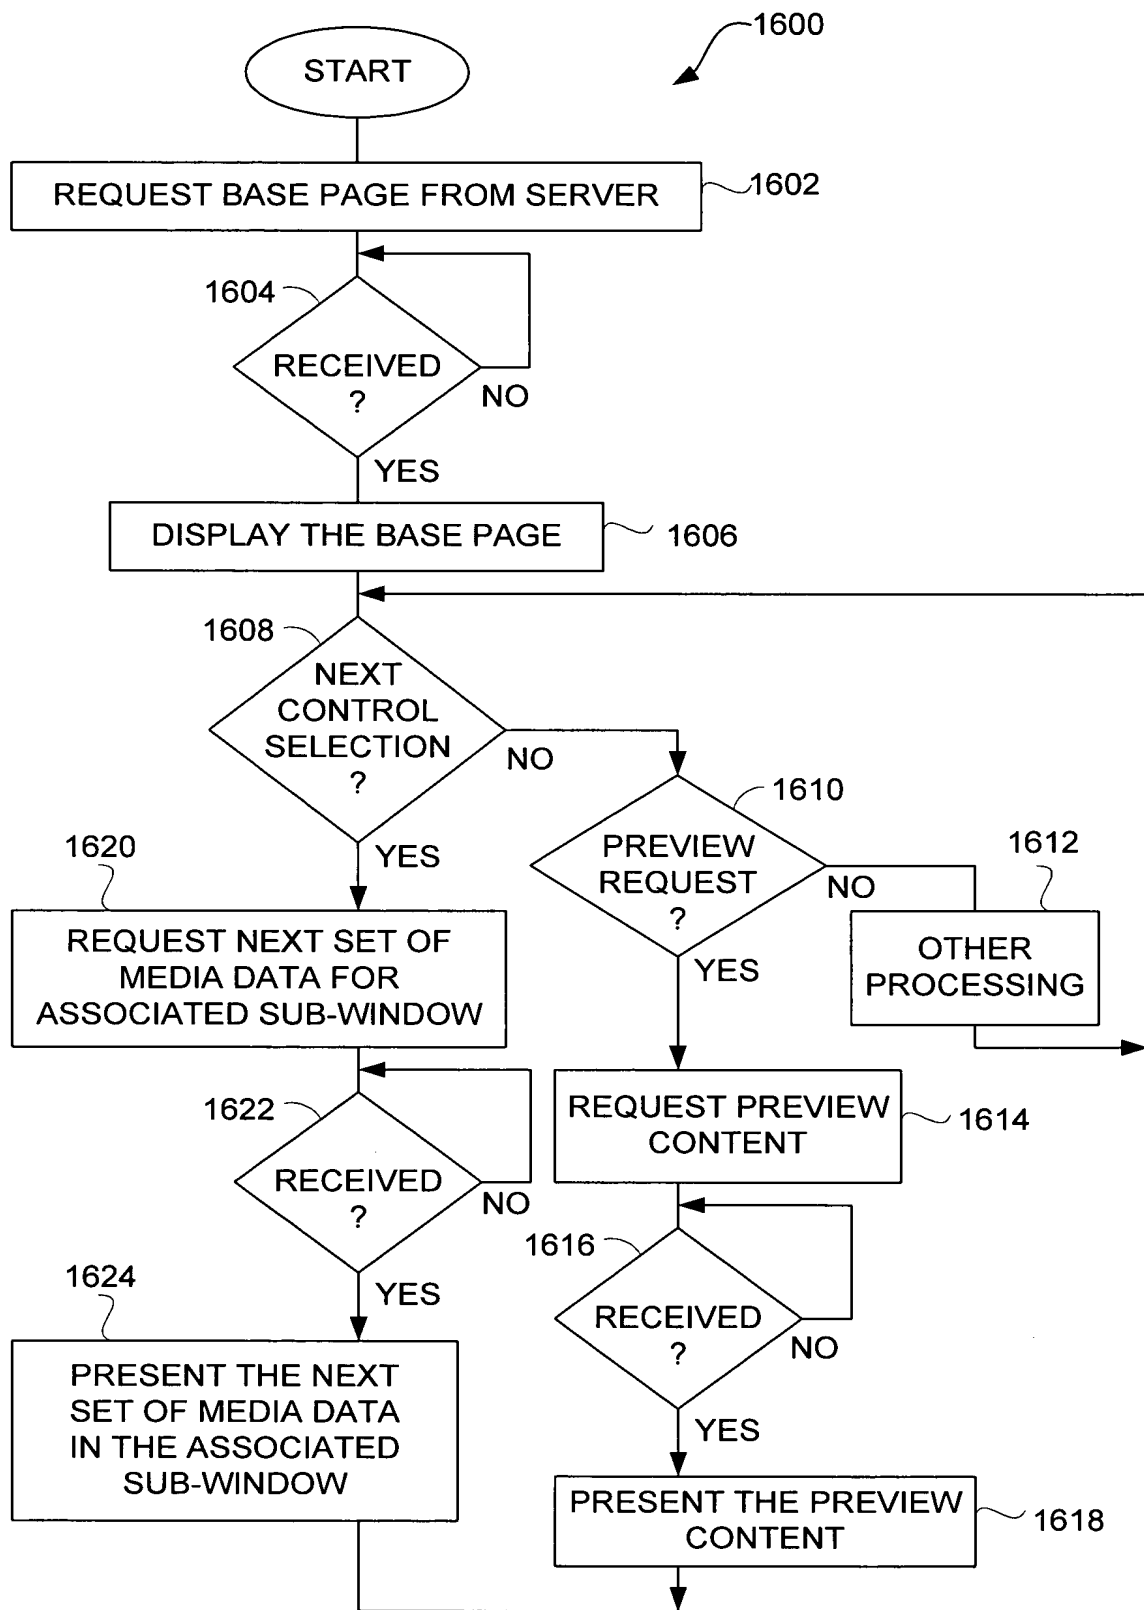 1600
START
REQUEST BASE PAGE FROM SERVER
1602
1604
RECEIVED
?
NO
YES
DISPLAY THE BASE PAGE
1606
1608
NEXT
CONTROL
SELECTION
?
NO
YES
1610
PREVIEW
REQUEST
?
NO
YES
1612
OTHER
PROCESSING
1620
REQUEST NEXT SET OF
MEDIA DATA FOR
ASSOCIATED SUB-WINDOW
1622
RECEIVED
?
NO
YES
REQUEST PREVIEW
CONTENT
1614
1616
RECEIVED
?
NO
YES
1624
PRESENT THE NEXT
SET OF MEDIA DATA
IN THE ASSOCIATED
SUB-WINDOW
PRESENT THE PREVIEW
CONTENT
1618